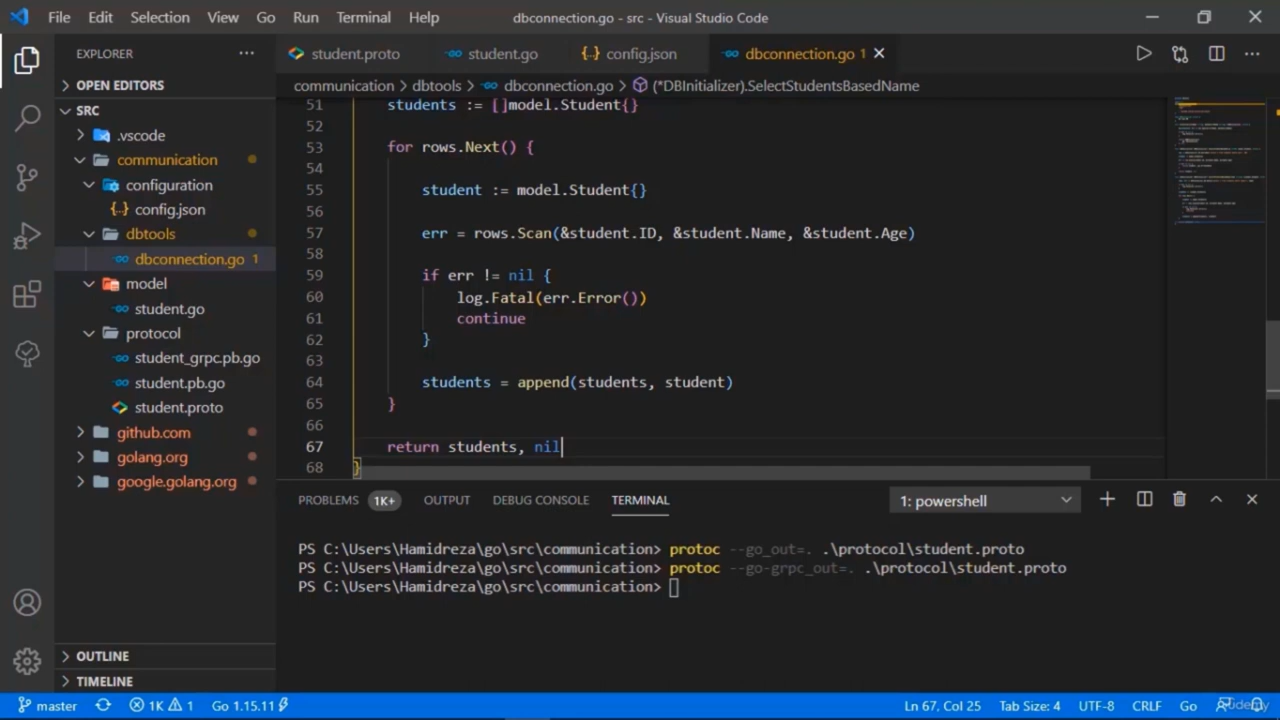 File Edit Selection View Go Run Terminal Help dbconnection.go - src - Visual Studio Code
EXPLORER
student.proto student.go config.json dbconnection.go 1
OPEN EDITORS
communication > dbtools > dbconnection.go > (*DBInitializer).SelectStudentsBasedName
SRC
.vscode
communication
configuration
config.json
dbtools
dbconnection.go 1
model
student.go
protocol
student_grpc.pb.go
student.pb.go
student.proto
github.com
golang.org
google.golang.org
OUTLINE
TIMELINE
51 students := []model.Student{}
52
53 for rows.Next() {
54
55 student := model.Student{}
56
57 err = rows.Scan(&student.ID, &student.Name, &student.Age)
58
59 if err != nil {
60 log.Fatal(err.Error())
61 continue
62 }
63
64 students = append(students, student)
65 }
66
67 return students, nil
68 }
PROBLEMS 1K+ OUTPUT DEBUG CONSOLE TERMINAL 1: powershell
PS C:\Users\Hamidreza\go\src\communication> protoc --go_out=. .\protocol\student.proto
PS C:\Users\Hamidreza\go\src\communication> protoc --go-grpc_out=. .\protocol\student.proto
PS C:\Users\Hamidreza\go\src\communication>
master 1K 1 Go 1.15.11 Ln 67, Col 25 Tab Size: 4 UTF-8 CRLF Go